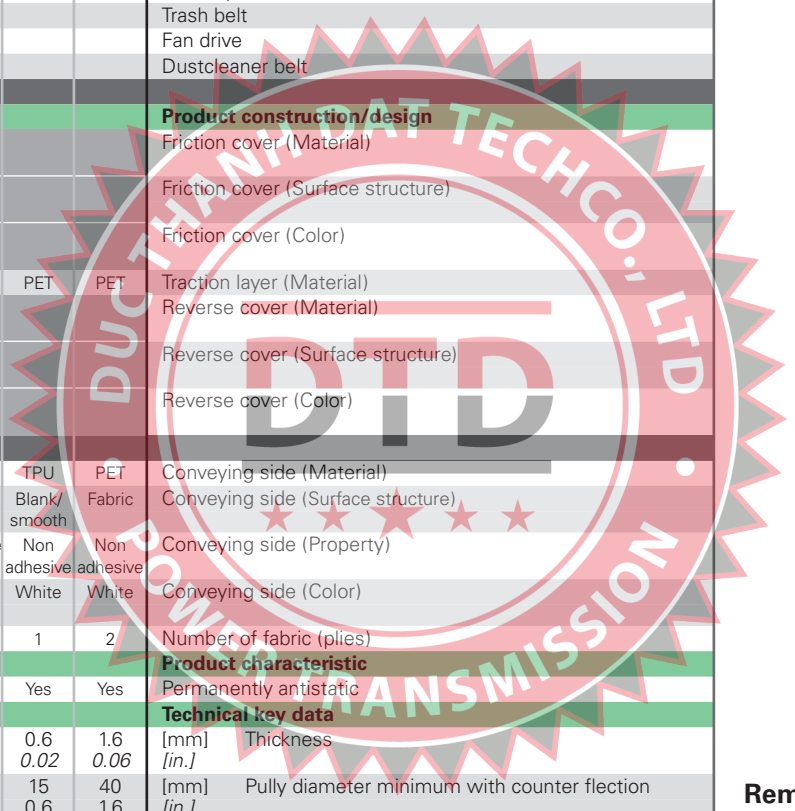 Trash belt
Fan drive
Dustcleaner belt
Product construction/design
Friction cover (Material)
Friction cover (Surface structure)
Friction cover (Color)
PET PET Traction layer (Material)
Reverse cover (Material)
Reverse cover (Surface structure)
Reverse cover (Color)
TPU PET Conveying side (Material)
Blank/ Fabric Conveying side (Surface structure)
smooth
Non Non Conveying side (Property)
adhesive adhesive
White White Conveying side (Color)
1 2 Number of fabric (plies)
Product characteristic
Yes Yes Permanently antistatic
Technical key data
0.6 1.6 [mm] Thickness
0.02 0.06 [in.]
15 40 [mm] Pully diameter minimum with counter flection
0.6 1.6 [in.]
Rem
DUC THANH DAT TECHCO., LTD
DTD
POWER TRANSMISSION